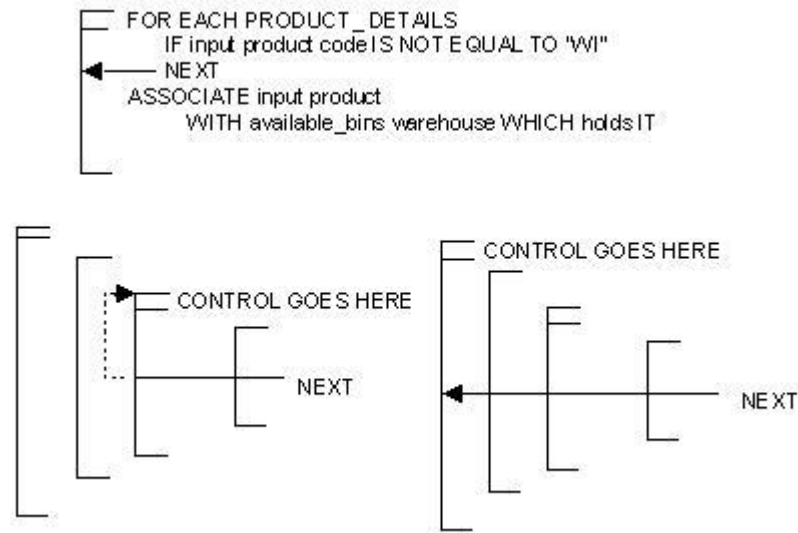 FOR EACH PRODUCT_DETAILS
IF input product code IS NOT EQUAL TO "WI"
NEXT
ASSOCIATE input product
WITH available_bins warehouse WHICH holds IT
CONTROL GOES HERE
CONTROL GOES HERE
NEXT
NEXT